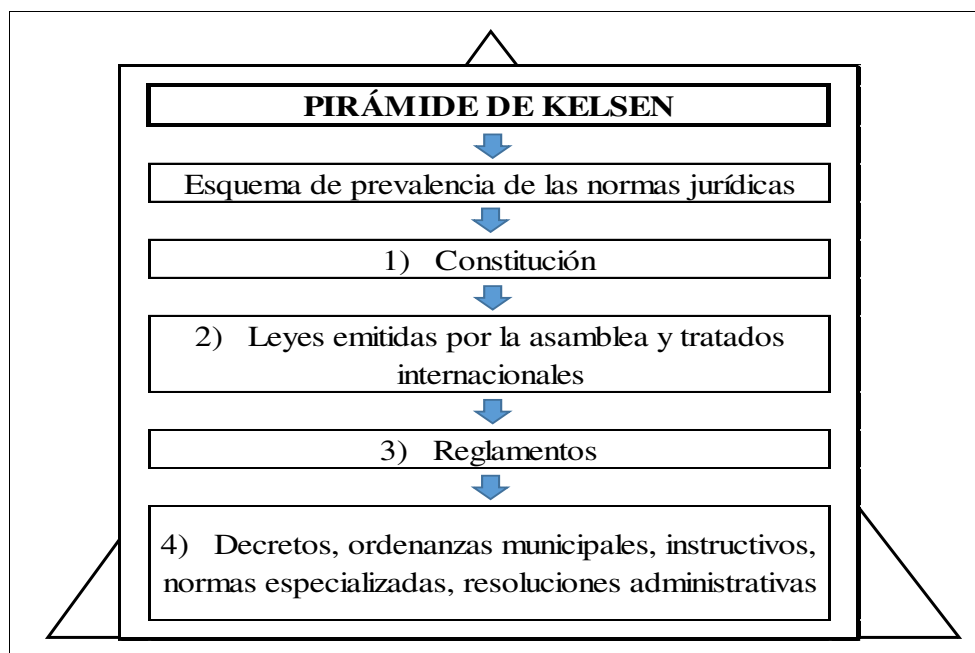 PIRÁMIDE DE KELSEN
Esquema de prevalencia de las normas jurídicas
1) Constitución
2) Leyes emitidas por la asamblea y tratados
internacionales
3) Reglamentos
4) Decretos, ordenanzas municipales, instructivos,
normas especializadas, resoluciones administrativas